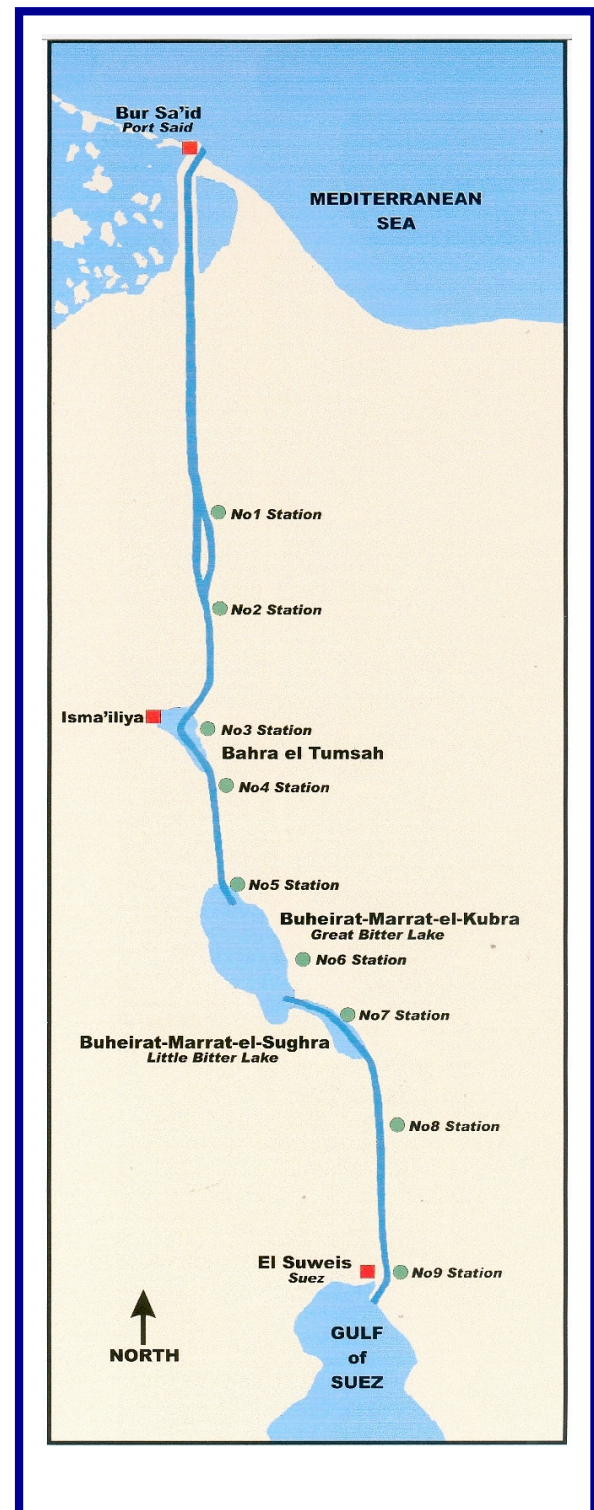 Bur Sa'id
Port Said
MEDITERRANEAN
SEA
No1 Station
No2 Station
Isma'iliya
No3 Station
Bahra el Tumsah
No4 Station
No5 Station
Buheirat-Marrat-el-Kubra
Great Bitter Lake
No6 Station
No7 Station
Buheirat-Marrat-el-Sughra
Little Bitter Lake
No8 Station
El Suweis
Suez
No9 Station
GULF
of
SUEZ
NORTH